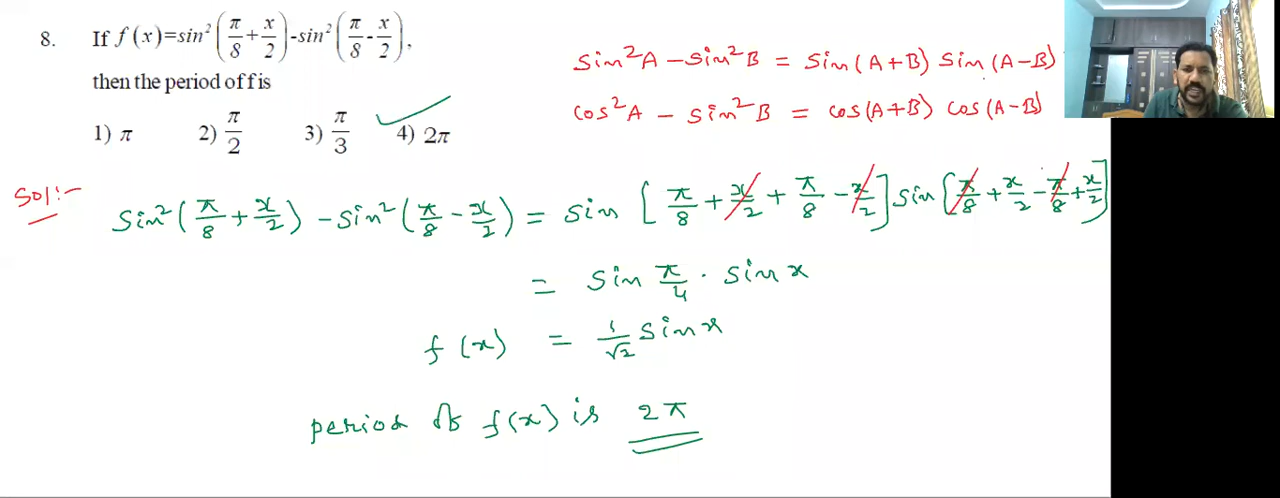 8. If f(x)=sin²(π/8+x/2)-sin²(π/8-x/2),
then the period of f is
1) π 2) π/2 3) π/3 4) 2π
sin²A - sin²B = sin(A+B) sin(A-B)
cos²A - sin²B = cos(A+B) cos(A-B)
Sol:-
sin²(π/8 + x/2) - sin²(π/8 - x/2) = sin [π/8 + x/2 + π/8 - x/2] sin [π/8 + x/2 - π/8 + x/2]
= sin π/4 . sin x
f(x) = 1/√2 sin x
period of f(x) is 2π